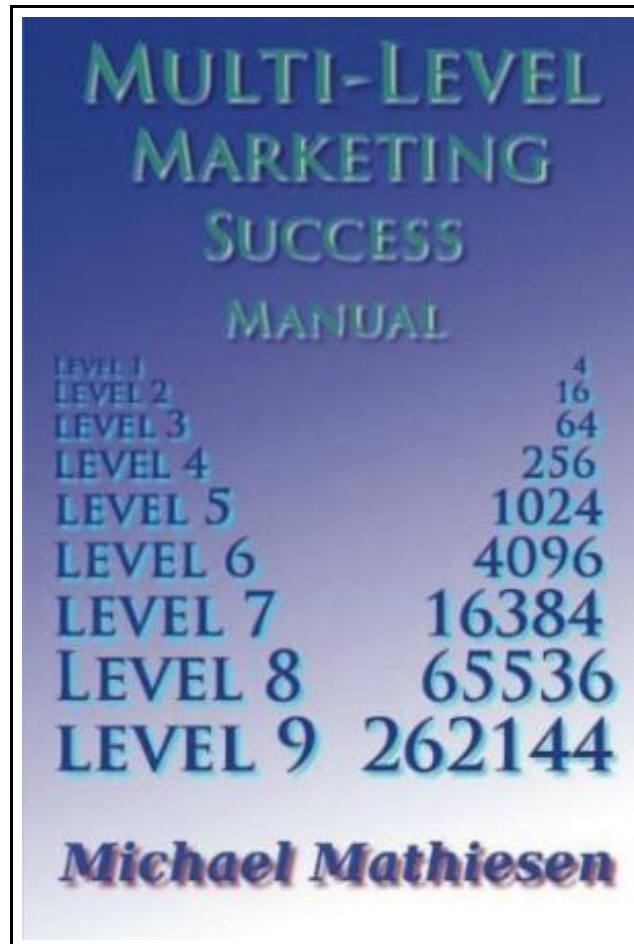 MULTI-LEVEL
MARKETING
SUCCESS
MANUAL
LEVEL 1 4
LEVEL 2 16
LEVEL 3 64
LEVEL 4 256
LEVEL 5 1024
LEVEL 6 4096
LEVEL 7 16384
LEVEL 8 65536
LEVEL 9 262144
Michael Mathiesen